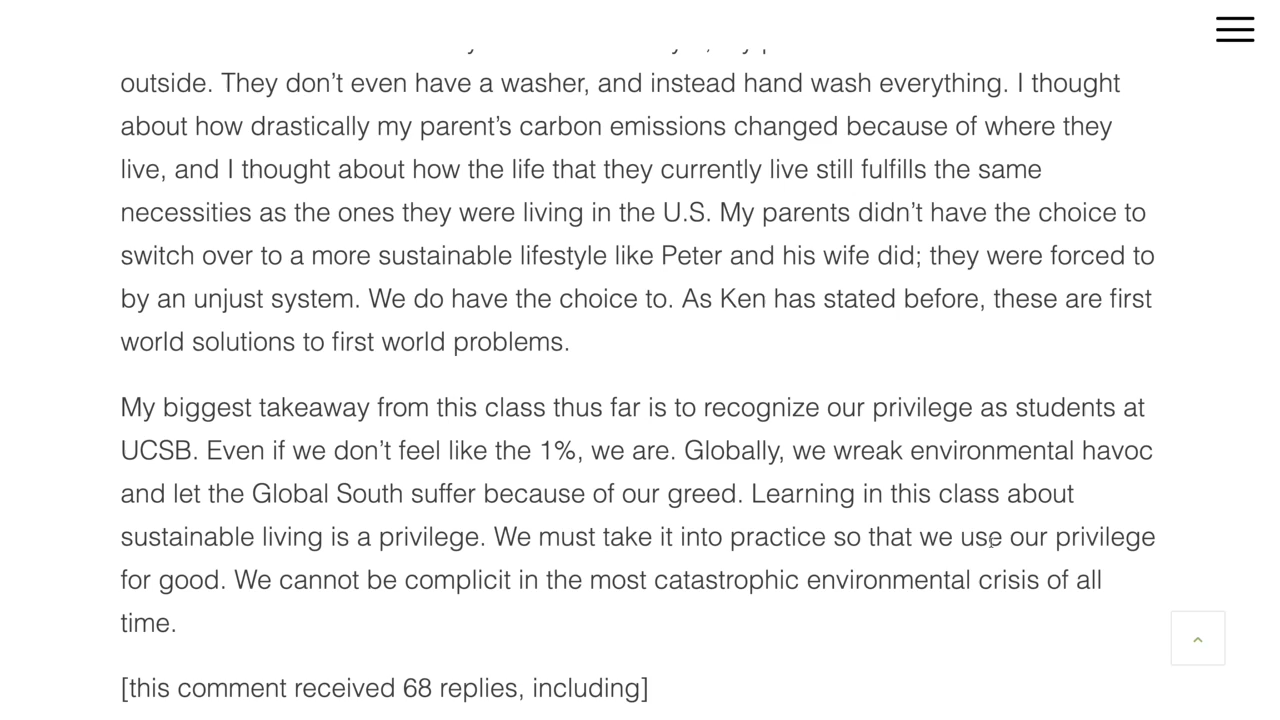 outside. They don’t even have a washer, and instead hand wash everything. I thought
about how drastically my parent’s carbon emissions changed because of where they
live, and I thought about how the life that they currently live still fulfills the same
necessities as the ones they were living in the U.S. My parents didn’t have the choice to
switch over to a more sustainable lifestyle like Peter and his wife did; they were forced to
by an unjust system. We do have the choice to. As Ken has stated before, these are first
world solutions to first world problems.
My biggest takeaway from this class thus far is to recognize our privilege as students at
UCSB. Even if we don’t feel like the 1%, we are. Globally, we wreak environmental havoc
and let the Global South suffer because of our greed. Learning in this class about
sustainable living is a privilege. We must take it into practice so that we use our privilege
for good. We cannot be complicit in the most catastrophic environmental crisis of all
time.
[this comment received 68 replies, including]